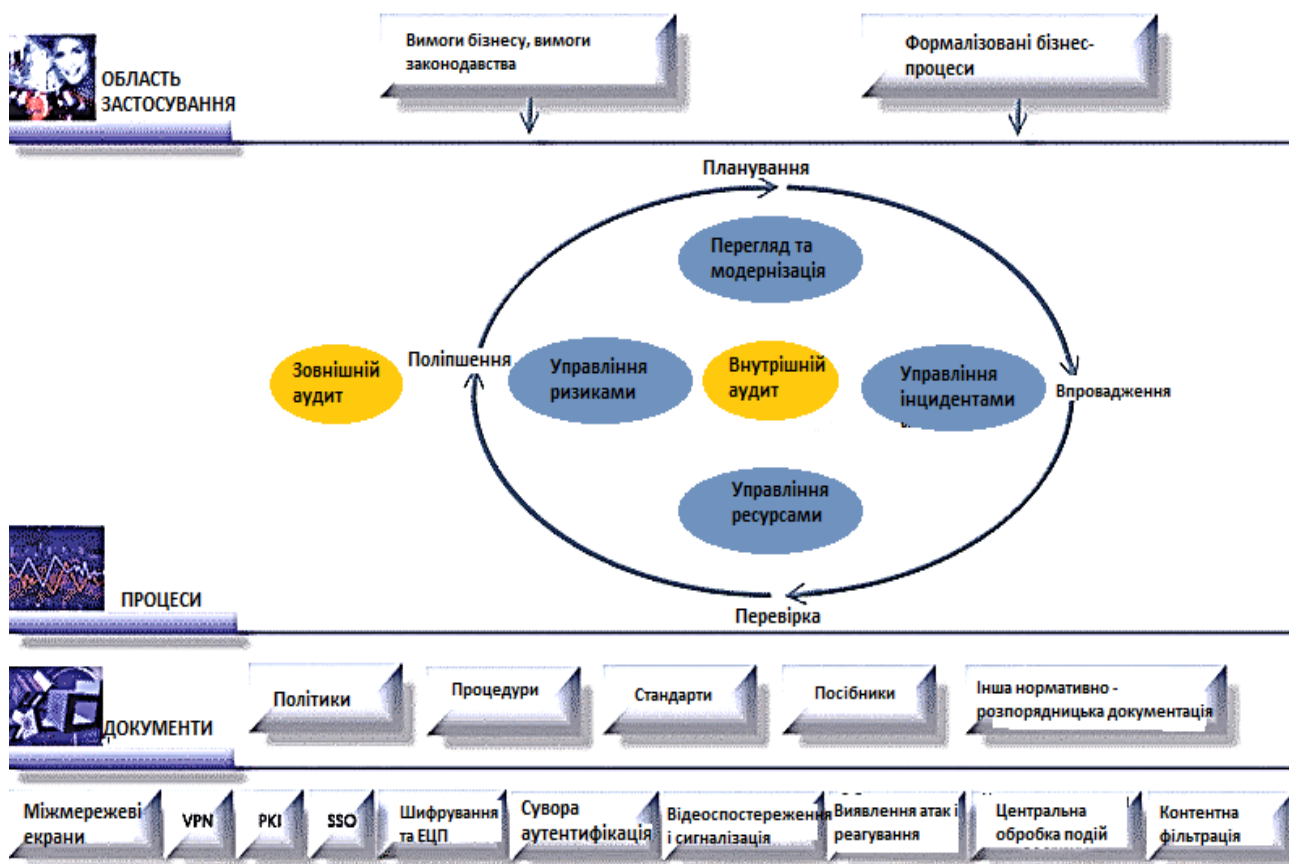 Вимоги бізнесу, вимоги
законодавства
Формалізовані бізнес-
процеси
ОБЛАСТЬ
ЗАСТОСУВАННЯ
Планування
Перегляд та
модернізація
Зовнішній
аудит
Поліпшення
Управління
ризиками
Внутрішній
аудит
Управління
інцидентами
Впровадження
Управління
ресурсами
Перевірка
ПРОЦЕСИ
Політики
Процедури
Стандарти
Посібники
Інша нормативно -
розпорядницька документація
ДОКУМЕНТИ
Міжмережеві
екрани
VPN
PKI
SSO
Шифрування
та ЕЦП
Сувора
аутентифікація
Відеоспостереження
і сигналізація
Виявлення атак і
реагування
Центральна
обробка подій
Контентна
фільтрація